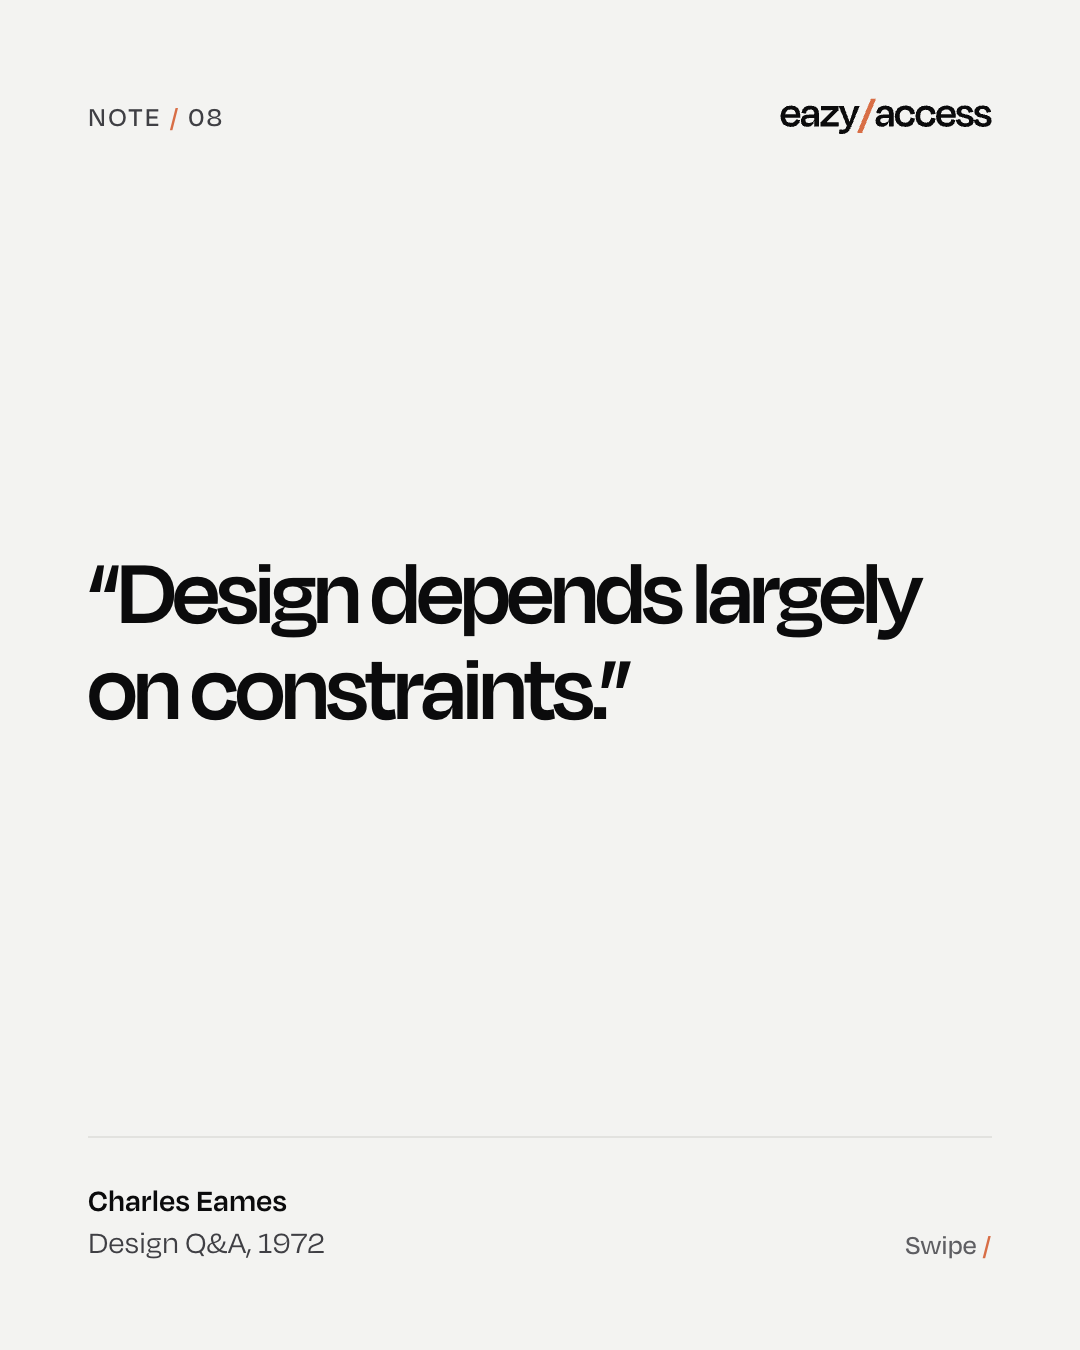 NOTE / 08
eazy/access
“Design depends largely
on constraints.”
Charles Eames
Design Q&A, 1972
Swipe /